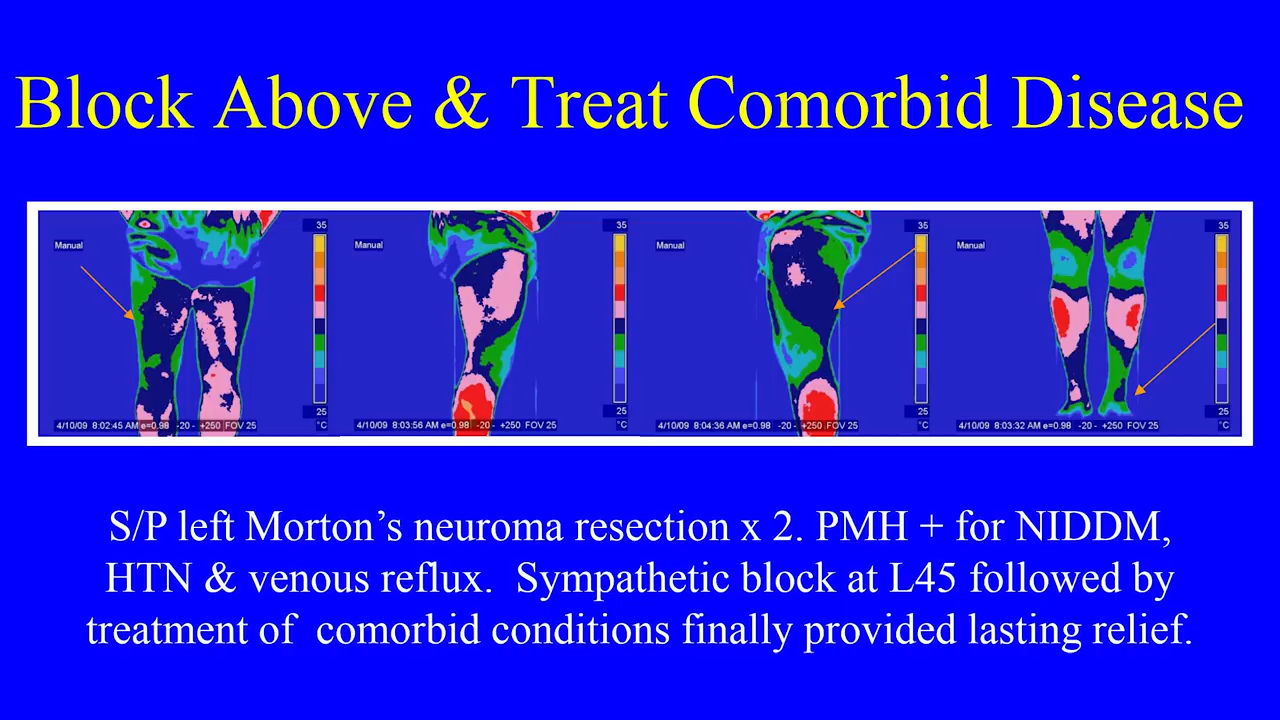 Block Above & Treat Comorbid Disease
Manual
35
25
°C
4/10/09 8:02:45 AM e=0.98 -20 - +250 FOV 25
Manual
35
25
°C
4/10/09 8:03:56 AM e=0.98 -20 - +250 FOV 25
Manual
35
25
°C
4/10/09 8:04:36 AM e=0.98 -20 - +250 FOV 25
Manual
35
25
°C
4/10/09 8:03:32 AM e=0.98 -20 - +250 FOV 25
S/P left Morton’s neuroma resection x 2. PMH + for NIDDM,
HTN & venous reflux. Sympathetic block at L45 followed by
treatment of comorbid conditions finally provided lasting relief.